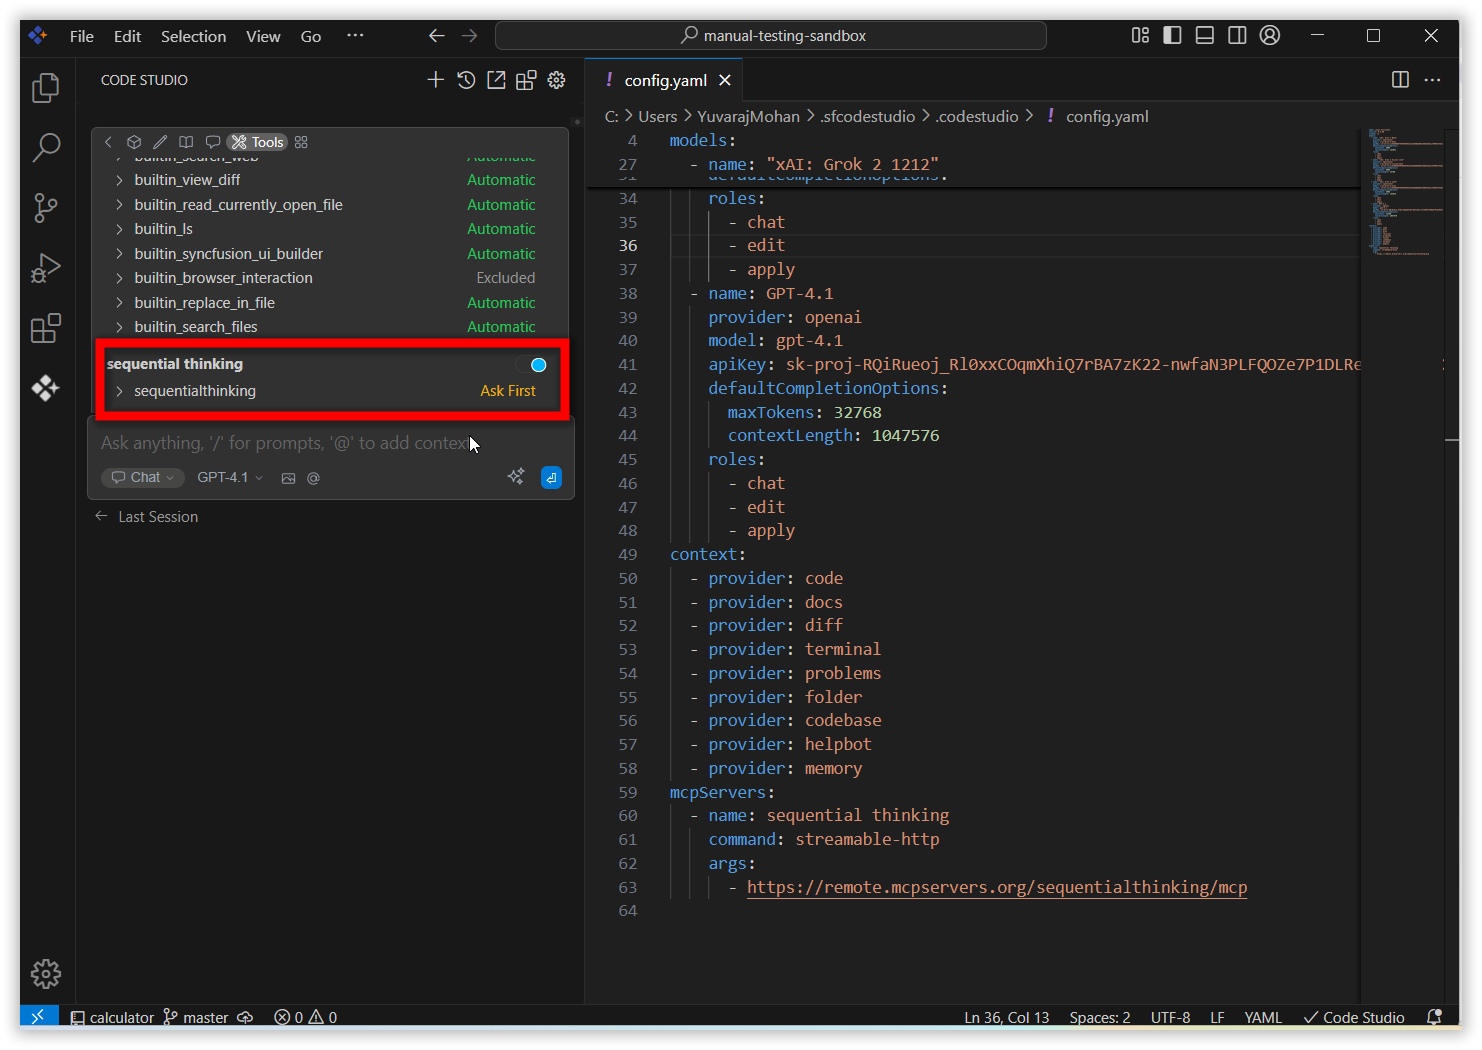 File Edit Selection View Go ···
manual-testing-sandbox
CODE STUDIO
Tools
builtin_search_web Automatic
builtin_view_diff Automatic
builtin_read_currently_open_file Automatic
builtin_ls Automatic
builtin_syncfusion_ui_builder Automatic
builtin_browser_interaction Excluded
builtin_replace_in_file Automatic
builtin_search_files Automatic
sequential thinking
sequentialthinking Ask First
Ask anything, '/' for prompts, '@' to add context
Chat GPT-4.1
Last Session
! config.yaml
C: > Users > YuvarajMohan > .sfcodestudio > .codestudio > ! config.yaml
4 models:
27 - name: "xAI: Grok 2 1212"
31 defaultCompletionOptions:
34 roles:
35 - chat
36 - edit
37 - apply
38 - name: GPT-4.1
39 provider: openai
40 model: gpt-4.1
41 apiKey: sk-proj-RQiRueoj_Rl0xxCOqmXhiQ7rBA7zK22-nwfaN3PLFQOZe7P1DLRe
42 defaultCompletionOptions:
43 maxTokens: 32768
44 contextLength: 1047576
45 roles:
46 - chat
47 - edit
48 - apply
49 context:
50 - provider: code
51 - provider: docs
52 - provider: diff
53 - provider: terminal
54 - provider: problems
55 - provider: folder
56 - provider: codebase
57 - provider: helpbot
58 - provider: memory
59 mcpServers:
60 - name: sequential thinking
61 command: streamable-http
62 args:
63 - https://remote.mcpservers.org/sequentialthinking/mcp
64
calculator master 0 0
Ln 36, Col 13 Spaces: 2 UTF-8 LF YAML Code Studio